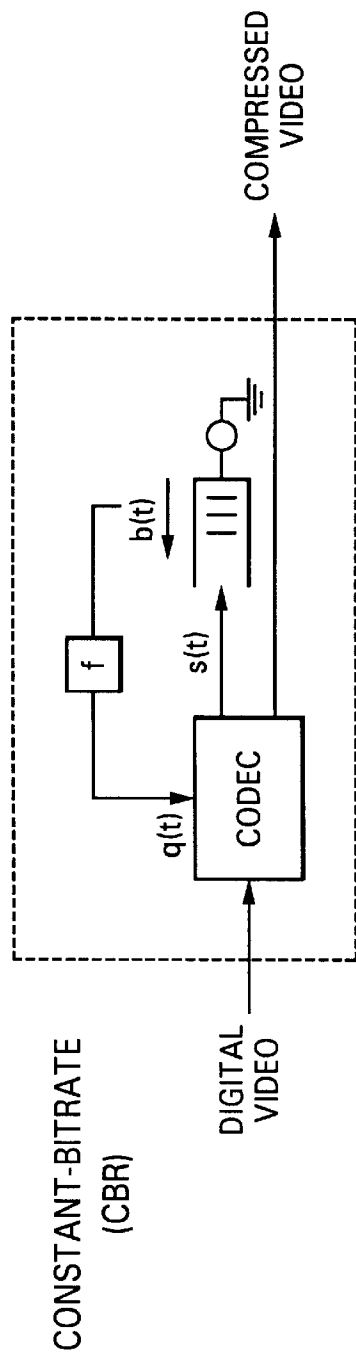 CONSTANT-BITRATE
(CBR)
f
b(t)
q(t)
s(t)
CODEC
DIGITAL
VIDEO
COMPRESSED
VIDEO